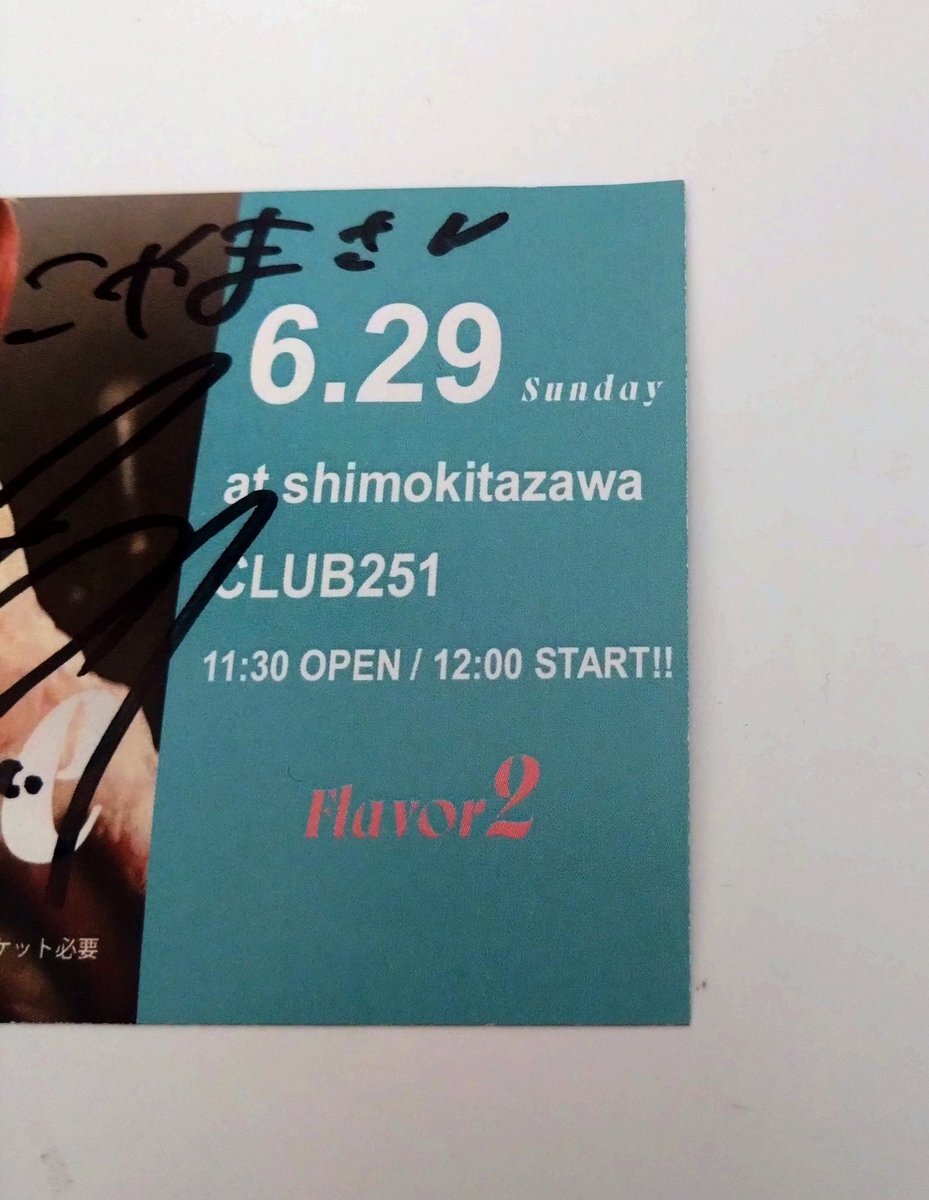 こやまさん
6.29 Sunday
at shimokitazawa
CLUB251
11:30 OPEN / 12:00 START!!
Flavor2
ケット必要